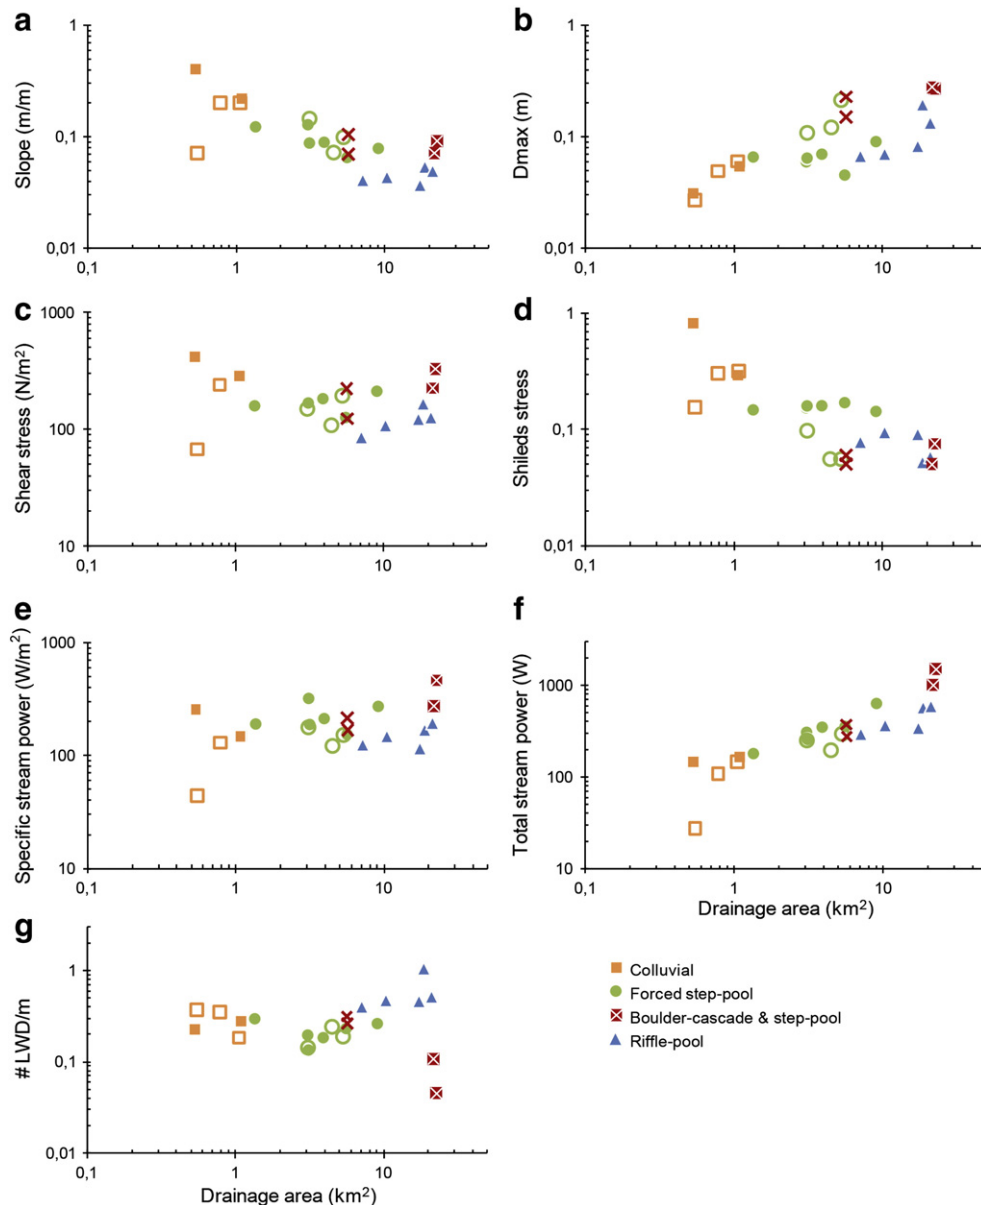 a
1
0,1
0,01
Slope (m/m)
0,1
1
10
b
1
0,1
0,01
Dmax (m)
0,1
1
10
c
1000
100
10
Shear stress (N/m²)
0,1
1
10
d
1
0,1
0,01
Shileds stress
0,1
1
10
e
1000
100
10
Specific stream power (W/m²)
0,1
1
10
f
1000
100
10
Total stream power (W)
0,1
1
10
Drainage area (km²)
g
1
0,1
0,01
#LWD/m
0,1
1
10
Drainage area (km²)
Colluvial
Forced step-pool
Boulder-cascade & step-pool
Riffle-pool